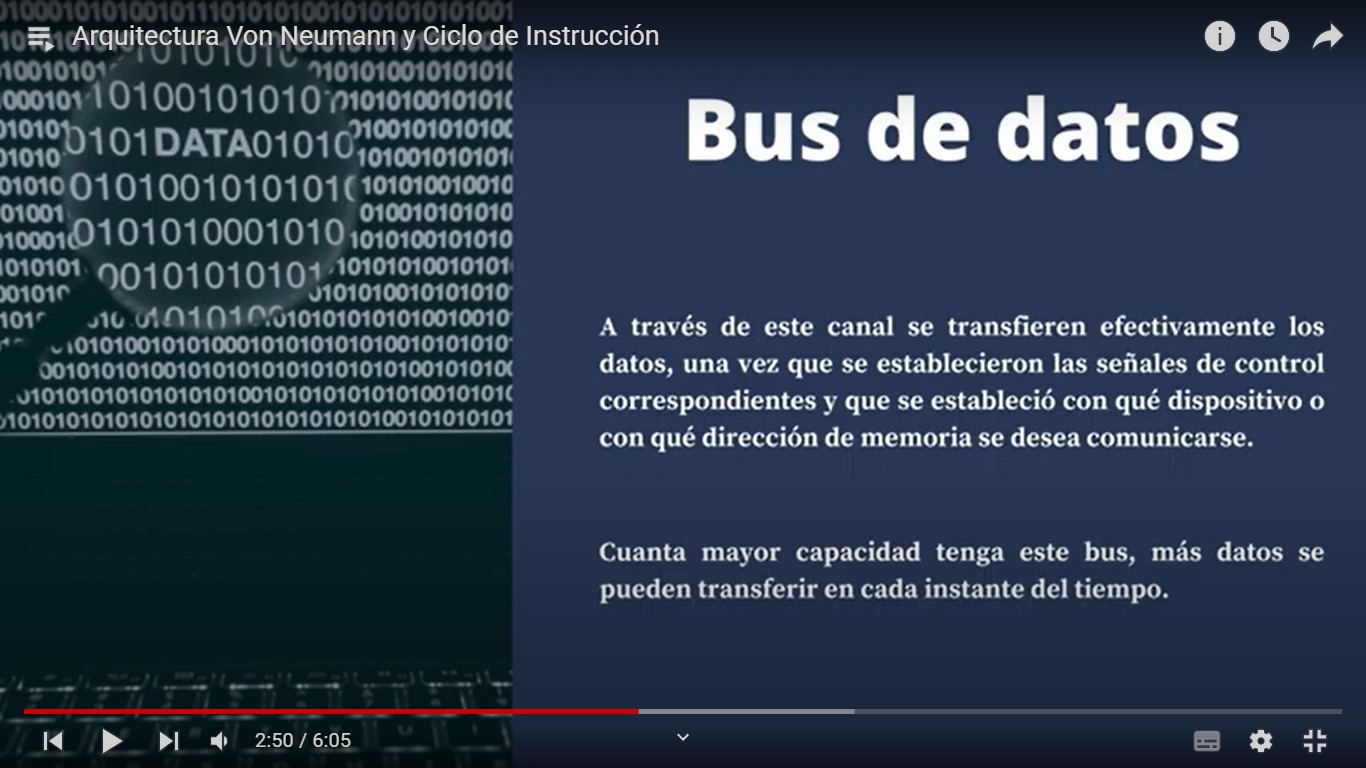 Arquitectura Von Neumann y Ciclo de Instrucción
DATA
Bus de datos
A través de este canal se transfieren efectivamente los
datos, una vez que se establecieron las señales de control
correspondientes y que se estableció con qué dispositivo o
con qué dirección de memoria se desea comunicarse.
Cuanta mayor capacidad tenga este bus, más datos se
pueden transferir en cada instante del tiempo.
2:50 / 6:05